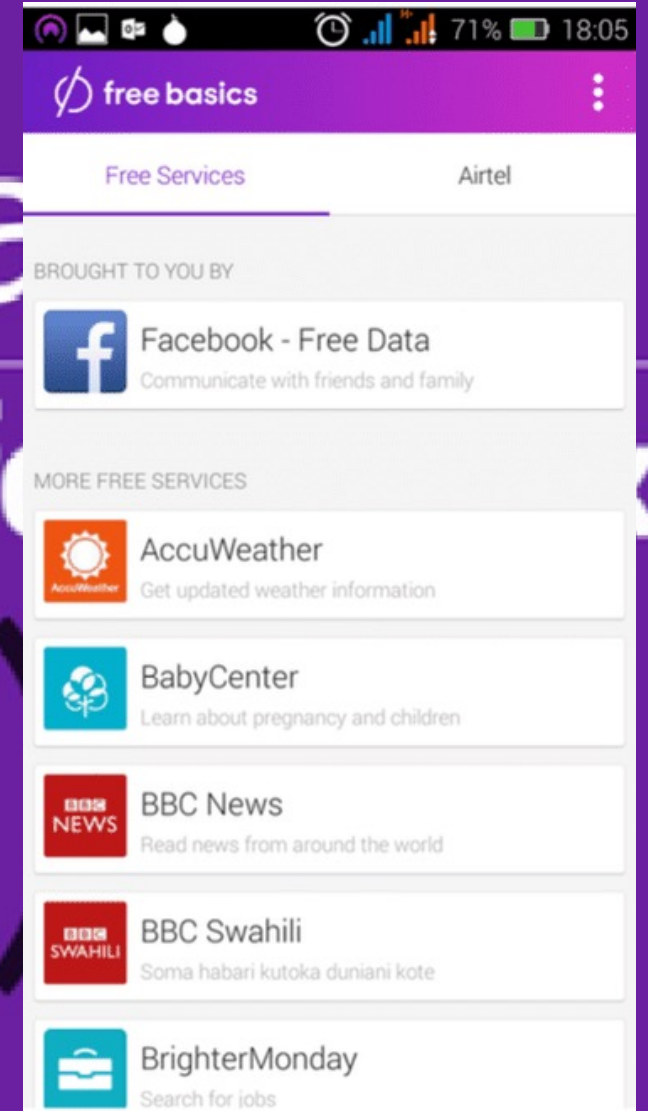 71% 18:05
free basics
Free Services Airtel
BROUGHT TO YOU BY
f Facebook - Free Data
Communicate with friends and family
MORE FREE SERVICES
AccuWeather
AccuWeather
Get updated weather information
BabyCenter
Learn about pregnancy and children
BBC
NEWS
BBC News
Read news from around the world
BBC
SWAHILI
BBC Swahili
Soma habari kutoka duniani kote
BrighterMonday
Search for jobs